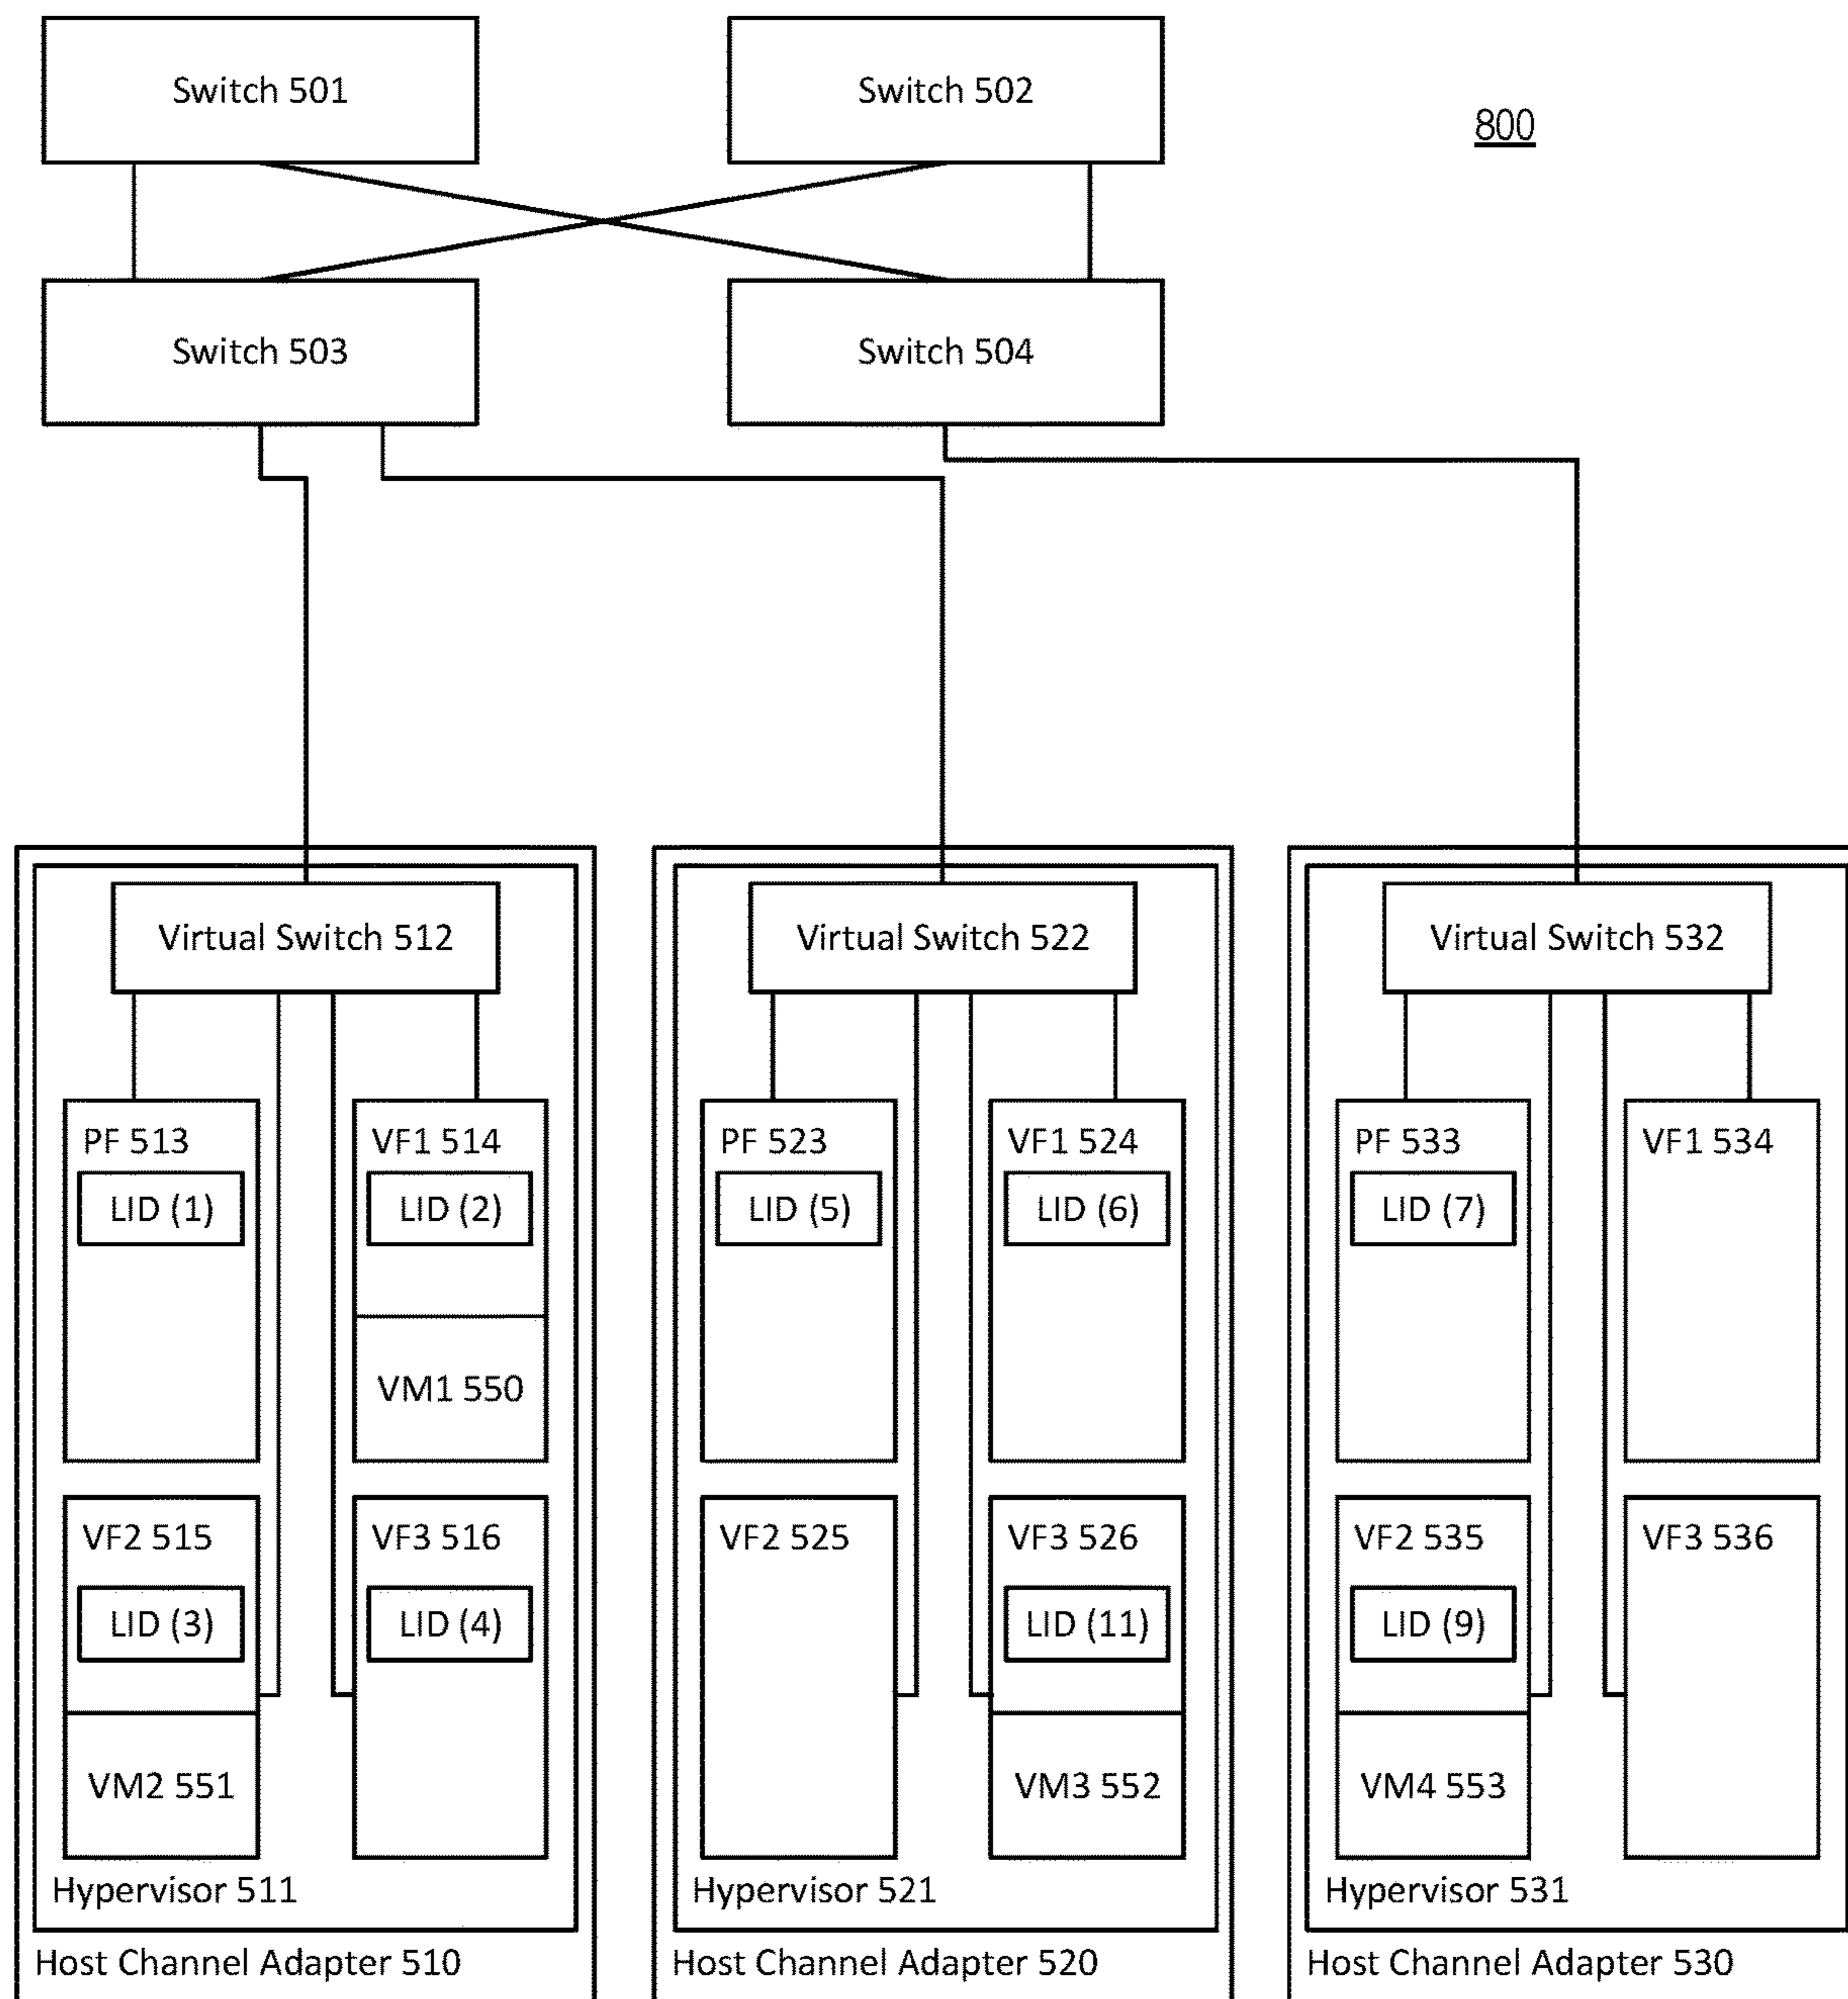 Switch 501
Switch 502
800
Switch 503
Switch 504
Virtual Switch 512
Virtual Switch 522
Virtual Switch 532
PF 513
LID (1)
VF1 514
LID (2)
VM1 550
PF 523
LID (5)
VF1 524
LID (6)
PF 533
LID (7)
VF1 534
VF2 515
LID (3)
VM2 551
VF3 516
LID (4)
VF2 525
VF3 526
LID (11)
VM3 552
VF2 535
LID (9)
VM4 553
VF3 536
Hypervisor 511
Hypervisor 521
Hypervisor 531
Host Channel Adapter 510
Host Channel Adapter 520
Host Channel Adapter 530